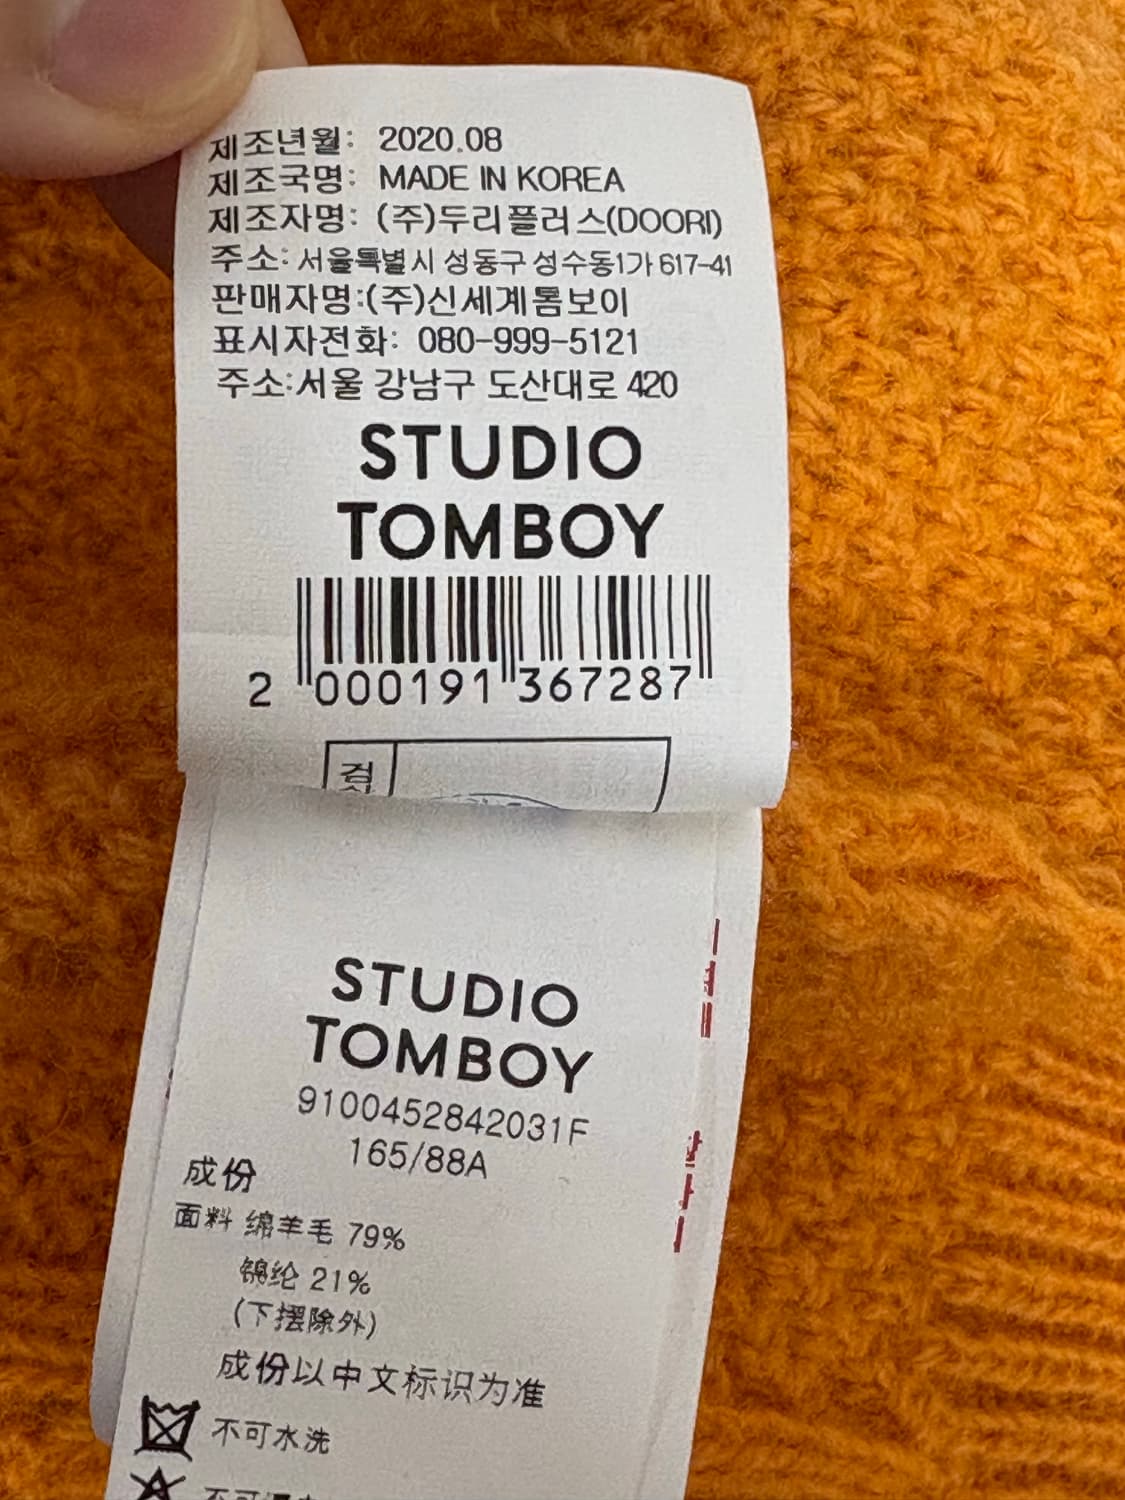 제조년월: 2020.08
제조국명: MADE IN KOREA
제조자명: (주)두리플러스(DOORI)
주소: 서울특별시 성동구 성수동1가 617-41
판매자명:(주)신세계톰보이
표시자전화: 080-999-5121
주소:서울 강남구 도산대로 420
STUDIO
TOMBOY
2 000191 367287
검
STUDIO
TOMBOY
9100452842031F
165/88A
成份
面料 绵羊毛 79%
锦纶 21%
(下摆除外)
成份以中文标识为准
不可水洗
不可